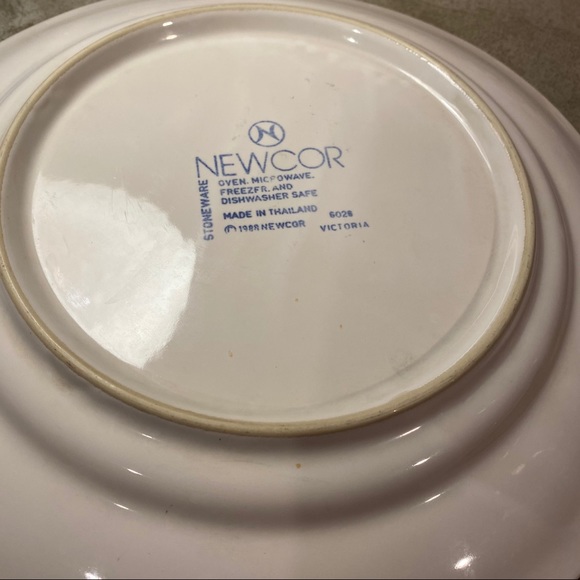 N
NEWCOR
STONEWARE
OVEN, MICROWAVE,
FREEZER, AND
DISHWASHER SAFE
MADE IN THAILAND 6028
© 1988 NEWCOR VICTORIA